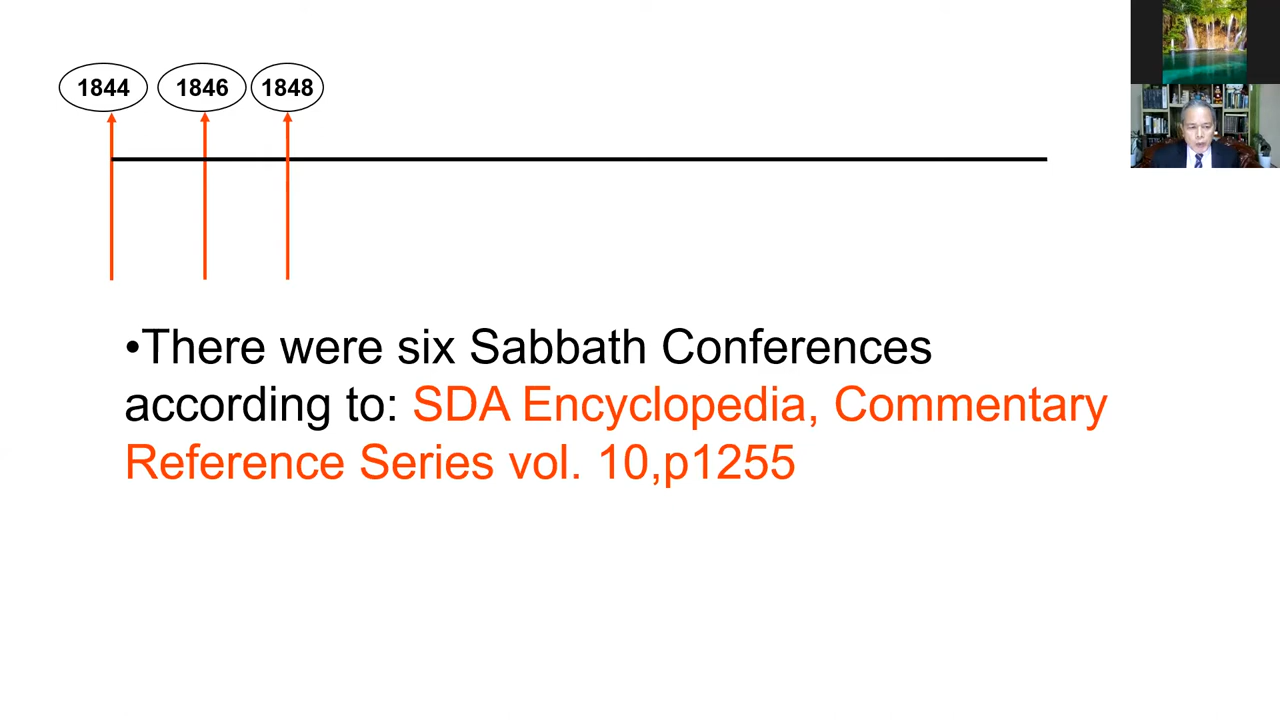 1844 1846 1848
•There were six Sabbath Conferences
according to: SDA Encyclopedia, Commentary
Reference Series vol. 10,p1255